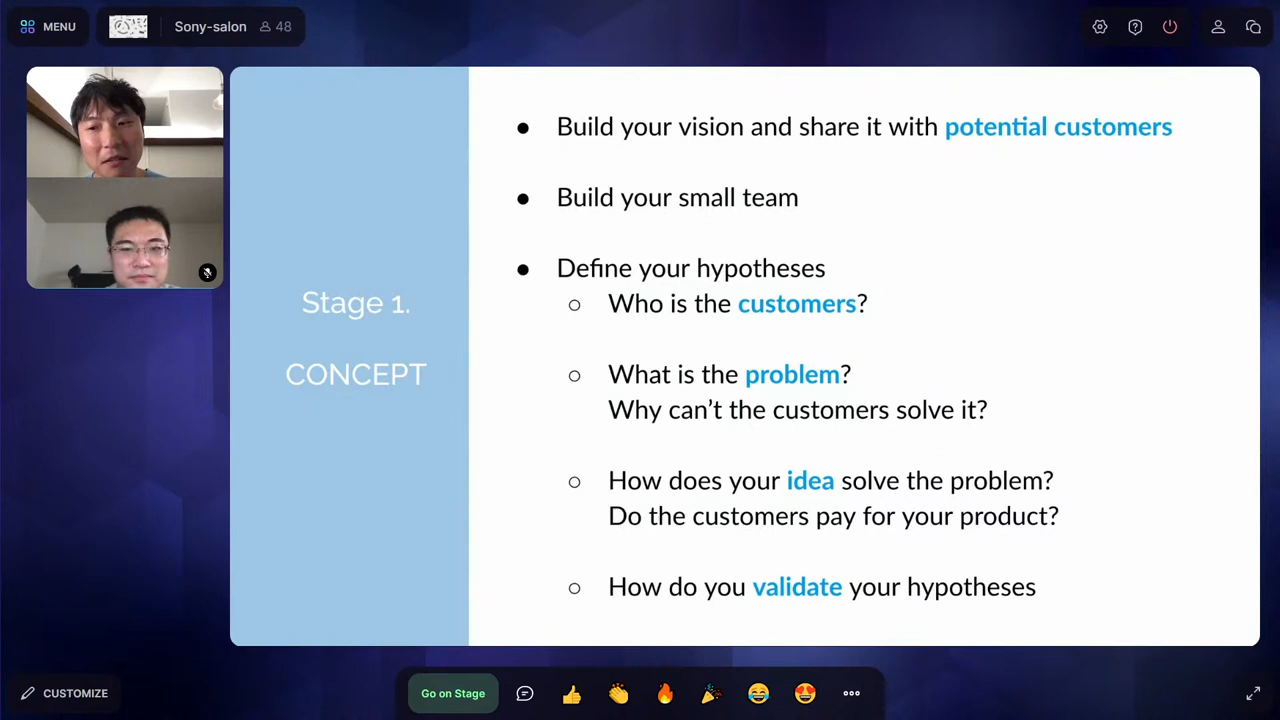 MENU
Sony-salon
48
Build your vision and share it with potential customers
Build your small team
Define your hypotheses
Who is the customers?
What is the problem?
Why can’t the customers solve it?
How does your idea solve the problem?
Do the customers pay for your product?
How do you validate your hypotheses
Stage 1.
CONCEPT
CUSTOMIZE
Go on Stage